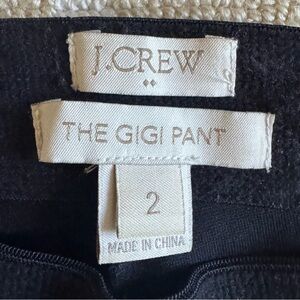 J.CREW
THE GIGI PANT
2
MADE IN CHINA